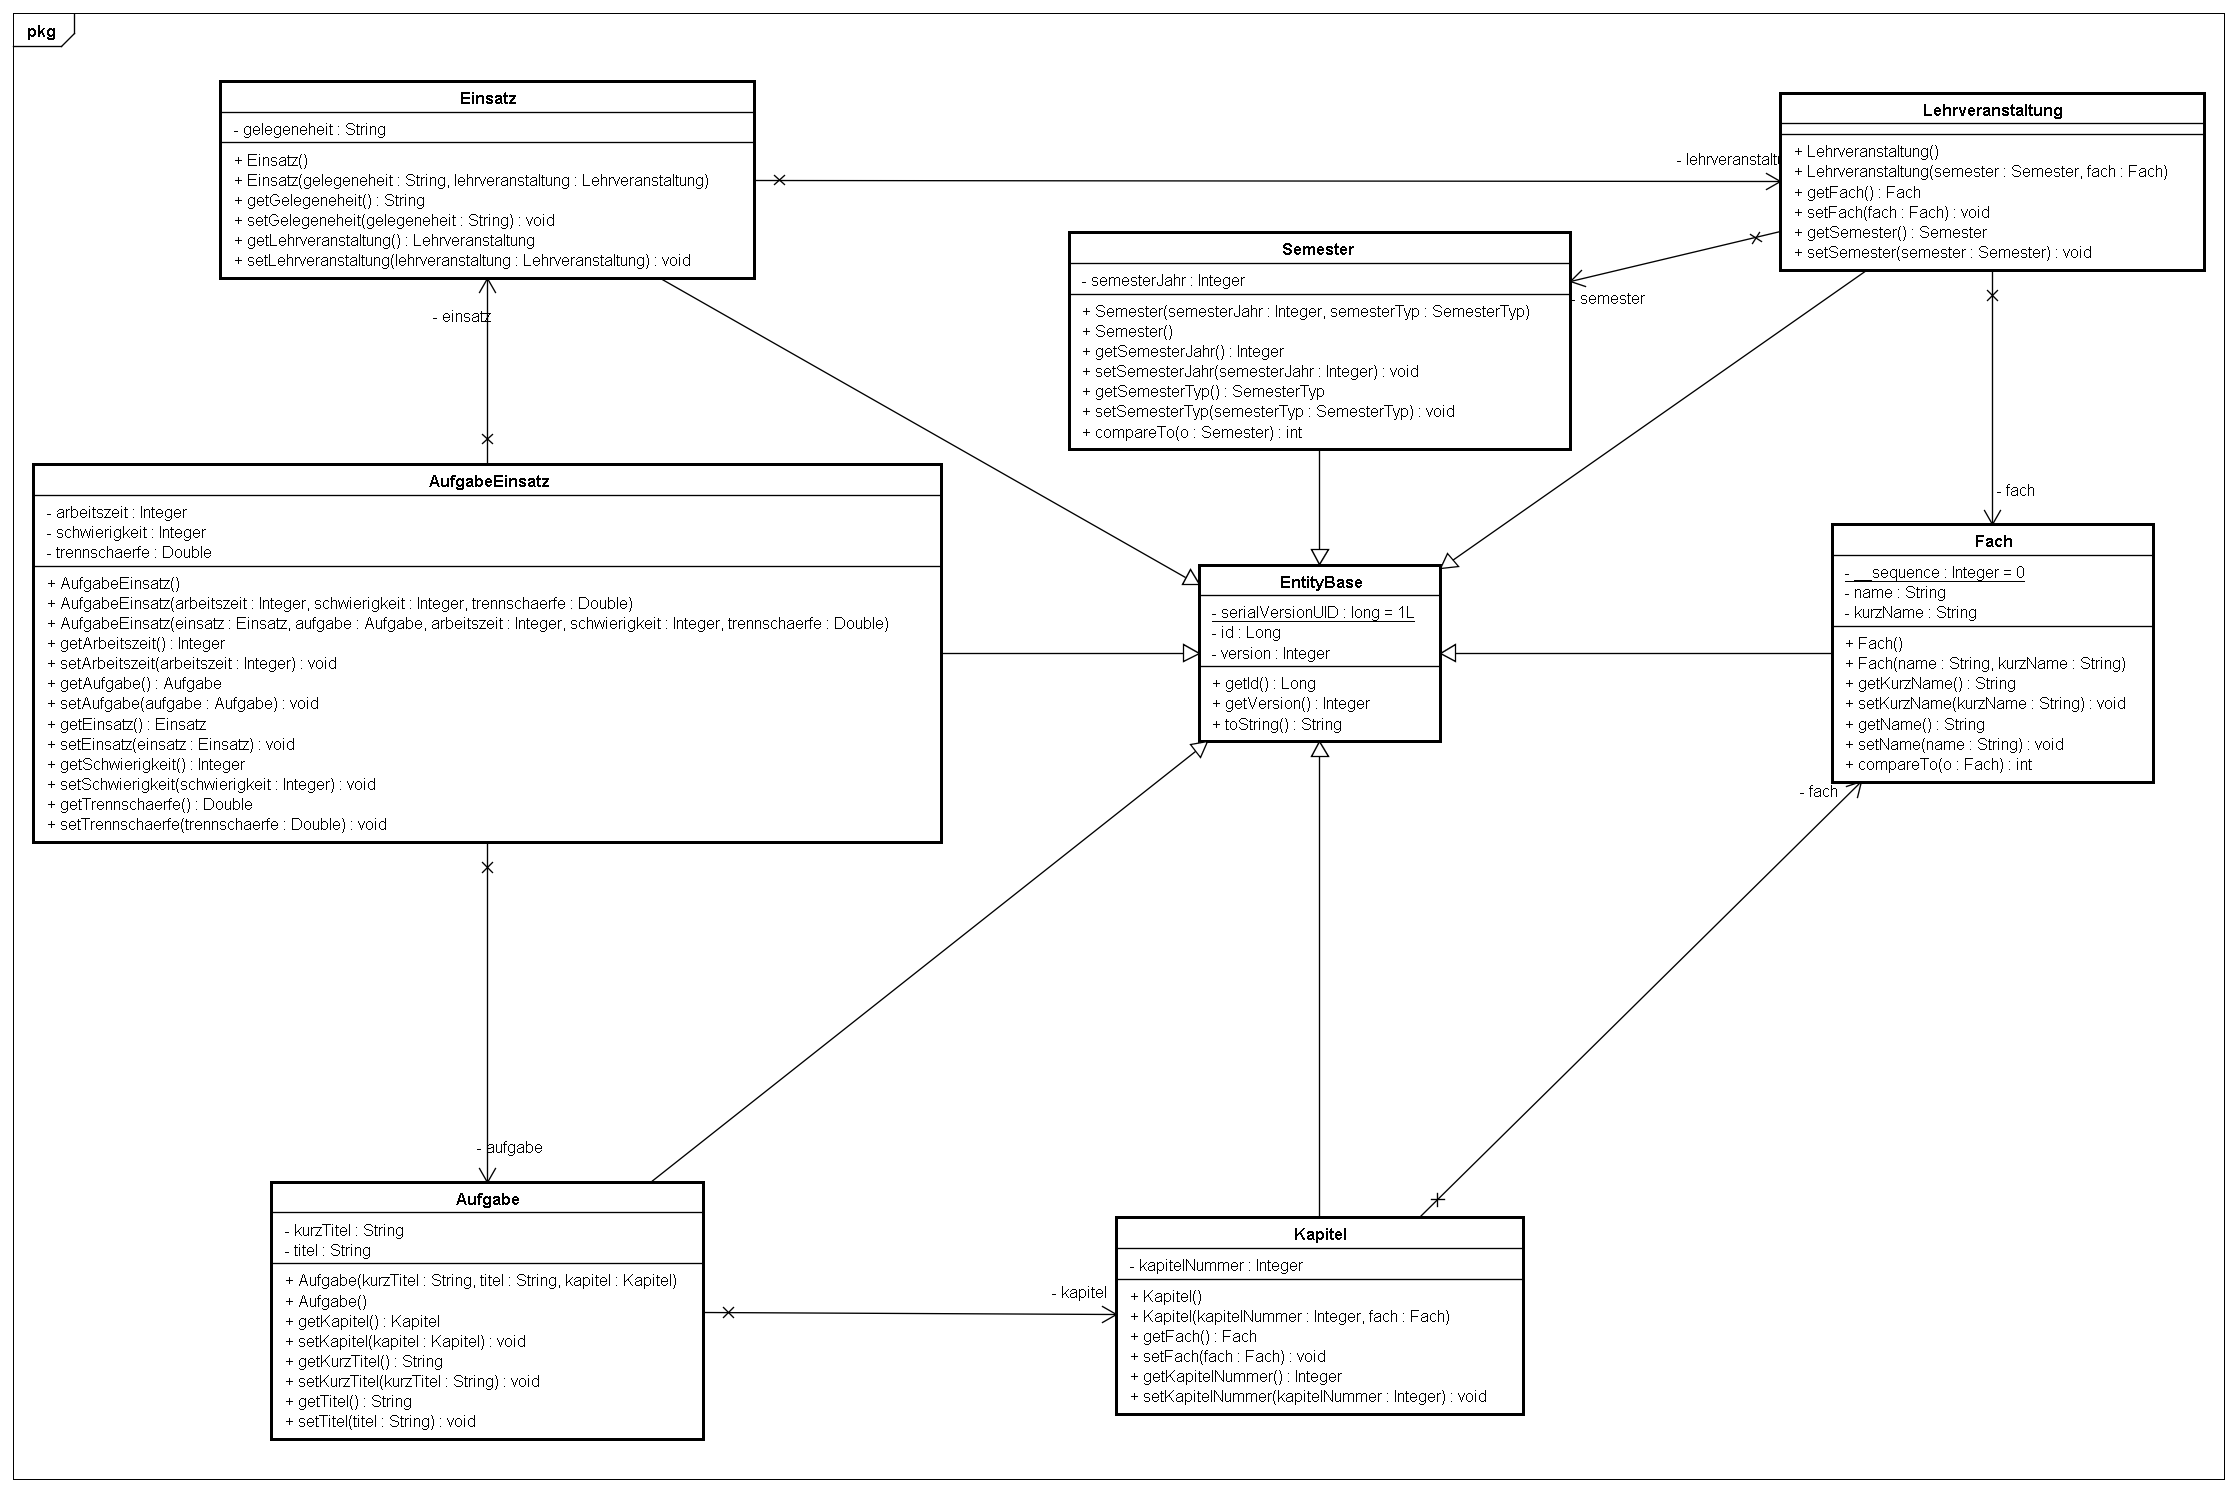 pkg
Einsatz
- gelegeneheit : String
+ Einsatz()
+ Einsatz(gelegeneheit : String, lehrveranstaltung : Lehrveranstaltung)
+ getGelegeneheit() : String
+ setGelegeneheit(gelegeneheit : String) : void
+ getLehrveranstaltung() : Lehrveranstaltung
+ setLehrveranstaltung(lehrveranstaltung : Lehrveranstaltung) : void
Lehrveranstaltung
+ Lehrveranstaltung()
+ Lehrveranstaltung(semester : Semester, fach : Fach)
+ getFach() : Fach
+ setFach(fach : Fach) : void
+ getSemester() : Semester
+ setSemester(semester : Semester) : void
- lehrveranstaltu
Semester
- semesterJahr : Integer
+ Semester(semesterJahr : Integer, semesterTyp : SemesterTyp)
+ Semester()
+ getSemesterJahr() : Integer
+ setSemesterJahr(semesterJahr : Integer) : void
+ getSemesterTyp() : SemesterTyp
+ setSemesterTyp(semesterTyp : SemesterTyp) : void
+ compareTo(o : Semester) : int
- semester
- einsatz
AufgabeEinsatz
- arbeitszeit : Integer
- schwierigkeit : Integer
- trennschaerfe : Double
+ AufgabeEinsatz()
+ AufgabeEinsatz(arbeitszeit : Integer, schwierigkeit : Integer, trennschaerfe : Double)
+ AufgabeEinsatz(einsatz : Einsatz, aufgabe : Aufgabe, arbeitszeit : Integer, schwierigkeit : Integer, trennschaerfe : Double)
+ getArbeitszeit() : Integer
+ setArbeitszeit(arbeitszeit : Integer) : void
+ getAufgabe() : Aufgabe
+ setAufgabe(aufgabe : Aufgabe) : void
+ getEinsatz() : Einsatz
+ setEinsatz(einsatz : Einsatz) : void
+ getSchwierigkeit() : Integer
+ setSchwierigkeit(schwierigkeit : Integer) : void
+ getTrennschaerfe() : Double
+ setTrennschaerfe(trennschaerfe : Double) : void
EntityBase
- serialVersionUID : long = 1L
- id : Long
- version : Integer
+ getId() : Long
+ getVersion() : Integer
+ toString() : String
- fach
Fach
- __sequence : Integer = 0
- name : String
- kurzName : String
+ Fach()
+ Fach(name : String, kurzName : String)
+ getKurzName() : String
+ setKurzName(kurzName : String) : void
+ getName() : String
+ setName(name : String) : void
+ compareTo(o : Fach) : int
- fach
- aufgabe
Aufgabe
- kurzTitel : String
- titel : String
+ Aufgabe(kurzTitel : String, titel : String, kapitel : Kapitel)
+ Aufgabe()
+ getKapitel() : Kapitel
+ setKapitel(kapitel : Kapitel) : void
+ getKurzTitel() : String
+ setKurzTitel(kurzTitel : String) : void
+ getTitel() : String
+ setTitel(titel : String) : void
- kapitel
Kapitel
- kapitelNummer : Integer
+ Kapitel()
+ Kapitel(kapitelNummer : Integer, fach : Fach)
+ getFach() : Fach
+ setFach(fach : Fach) : void
+ getKapitelNummer() : Integer
+ setKapitelNummer(kapitelNummer : Integer) : void